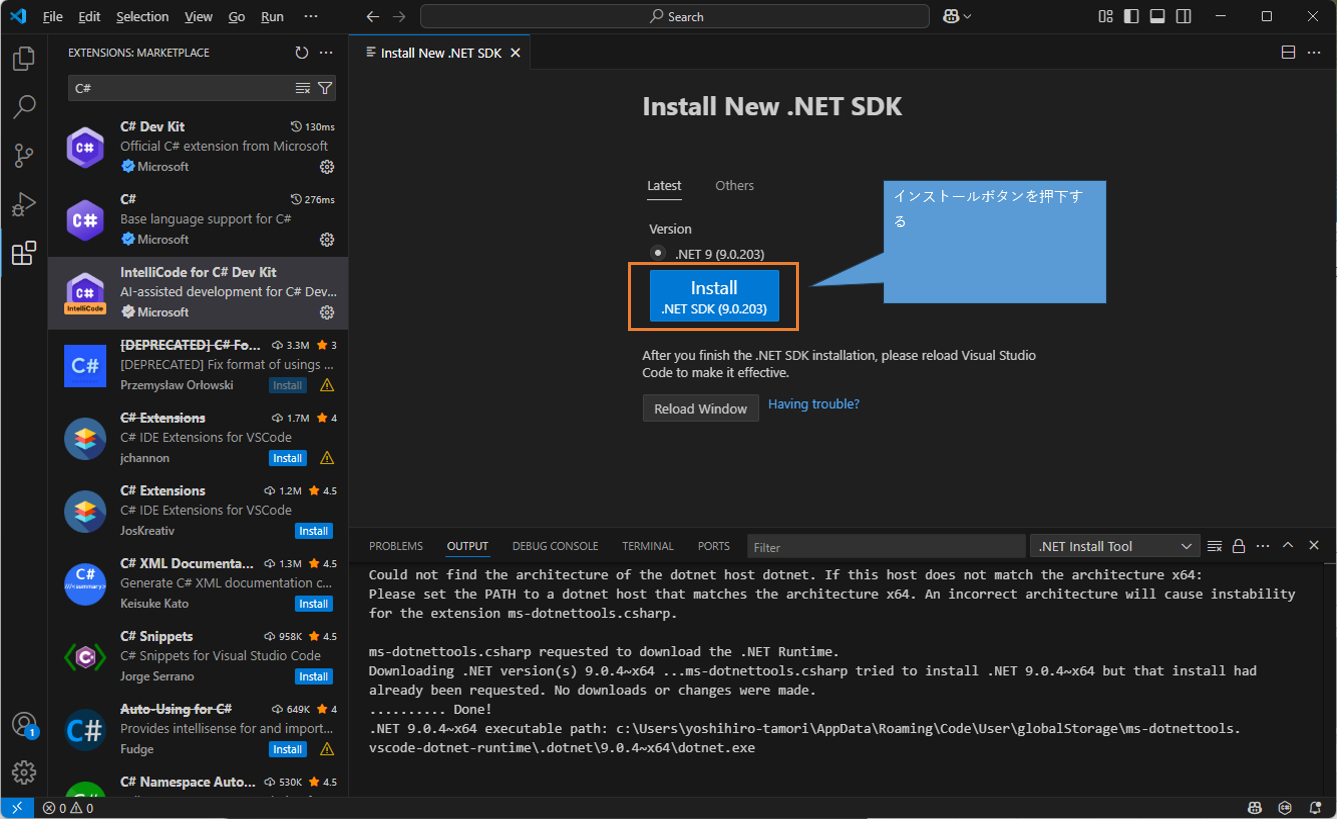 File Edit Selection View Go Run ··· Search
EXTENSIONS: MARKETPLACE
C#
C# Dev Kit 130ms
Official C# extension from Microsoft
Microsoft
C# 276ms
Base language support for C#
Microsoft
IntelliCode for C# Dev Kit
AI-assisted development for C# Dev...
Microsoft
IntelliCode
[DEPRECATED] C# Fo... 3.3M 3
[DEPRECATED] Fix format of usings ...
Przemysław Orłowski Install
C# Extensions 1.7M 4
C# IDE Extensions for VSCode
jchannon Install
C# Extensions 1.2M 4.5
C# IDE Extensions for VSCode
JosKreativ Install
C# XML Documenta... 1.3M 4.5
Generate C# XML documentation c...
Keisuke Kato Install
C# Snippets 958K 4.5
C# Snippets for Visual Studio Code
Jorge Serrano Install
Auto-Using for C# 649K 4
Provides intellisense for and import...
Fudge Install
C# Namespace Auto... 530K 4.5
1
Install New .NET SDK
Install New .NET SDK
Latest Others
Version
.NET 9 (9.0.203)
Install
.NET SDK (9.0.203)
インストールボタンを押下す
る
After you finish the .NET SDK installation, please reload Visual Studio
Code to make it effective.
Reload Window Having trouble?
PROBLEMS OUTPUT DEBUG CONSOLE TERMINAL PORTS Filter .NET Install Tool
Could not find the architecture of the dotnet host dotnet. If this host does not match the architecture x64:
Please set the PATH to a dotnet host that matches the architecture x64. An incorrect architecture will cause instability
for the extension ms-dotnettools.csharp.
ms-dotnettools.csharp requested to download the .NET Runtime.
Downloading .NET version(s) 9.0.4~x64 ...ms-dotnettools.csharp tried to install .NET 9.0.4~x64 but that install had
already been requested. No downloads or changes were made.
.......... Done!
.NET 9.0.4~x64 executable path: c:\Users\yoshihiro-tamori\AppData\Roaming\Code\User\globalStorage\ms-dotnettools.
vscode-dotnet-runtime\.dotnet\9.0.4~x64\dotnet.exe
0 0